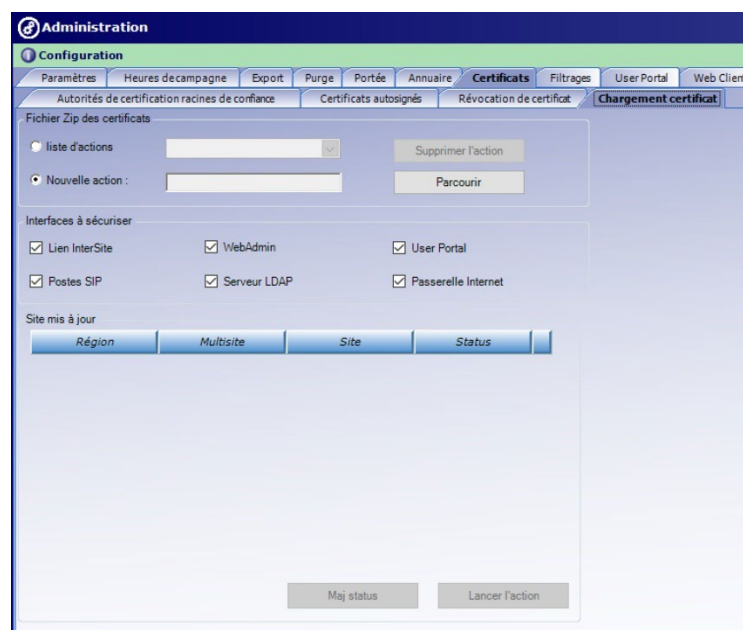 Administration
Configuration
Paramètres Heures de campagne Export Purge Portée Annuaire Certificats Filtrages User Portal Web Clien
Autorités de certification racines de confiance Certificats autosignés Révocation de certificat Chargement certificat
Fichier Zip des certificats
liste d'actions Supprimer l'action
Nouvelle action : Parcourir
Interfaces à sécuriser
Lien InterSite WebAdmin User Portal
Postes SIP Serveur LDAP Passerelle Internet
Site mis à jour
Région Multisite Site Status
Maj status Lancer l'action